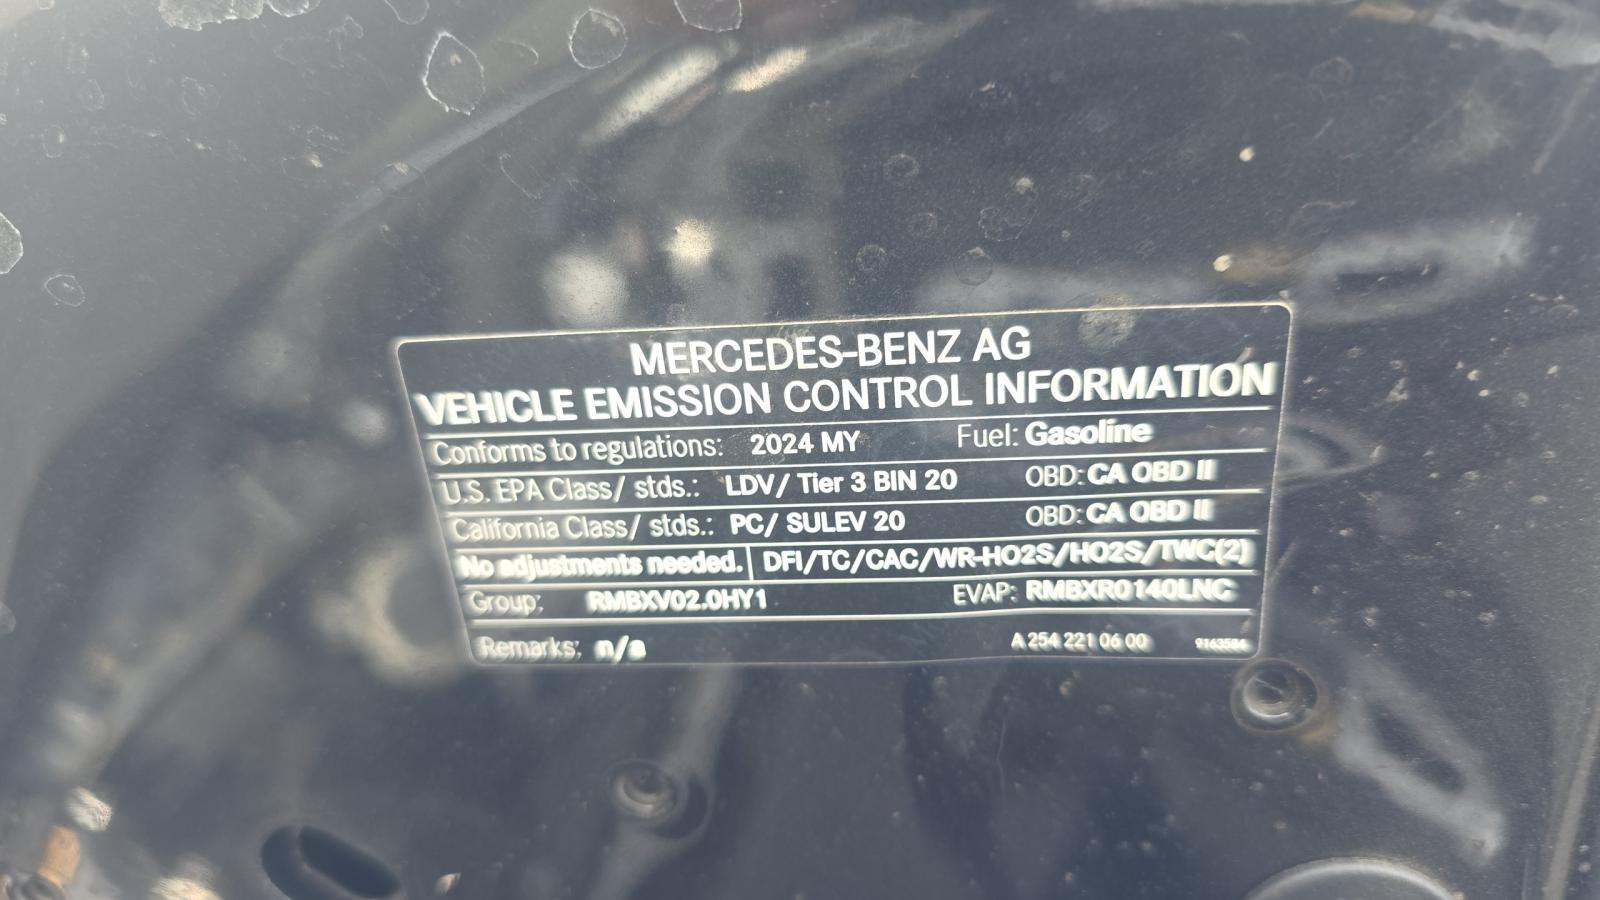 MERCEDES-BENZ AG
VEHICLE EMISSION CONTROL INFORMATION
Conforms to regulations: 2024 MY Fuel: Gasoline
U.S. EPA Class/ stds.: LDV/ Tier 3 BIN 20 OBD: CA OBD II
California Class/ stds.: PC/ SULEV 20 OBD: CA OBD II
No adjustments needed. DFI/TC/CAC/WR-HO2S/HO2S/TWC(2)
Group: RMBXV02.0HY1 EVAP: RMBXR0140LNC
Remarks: n/a A 254 221 06 00